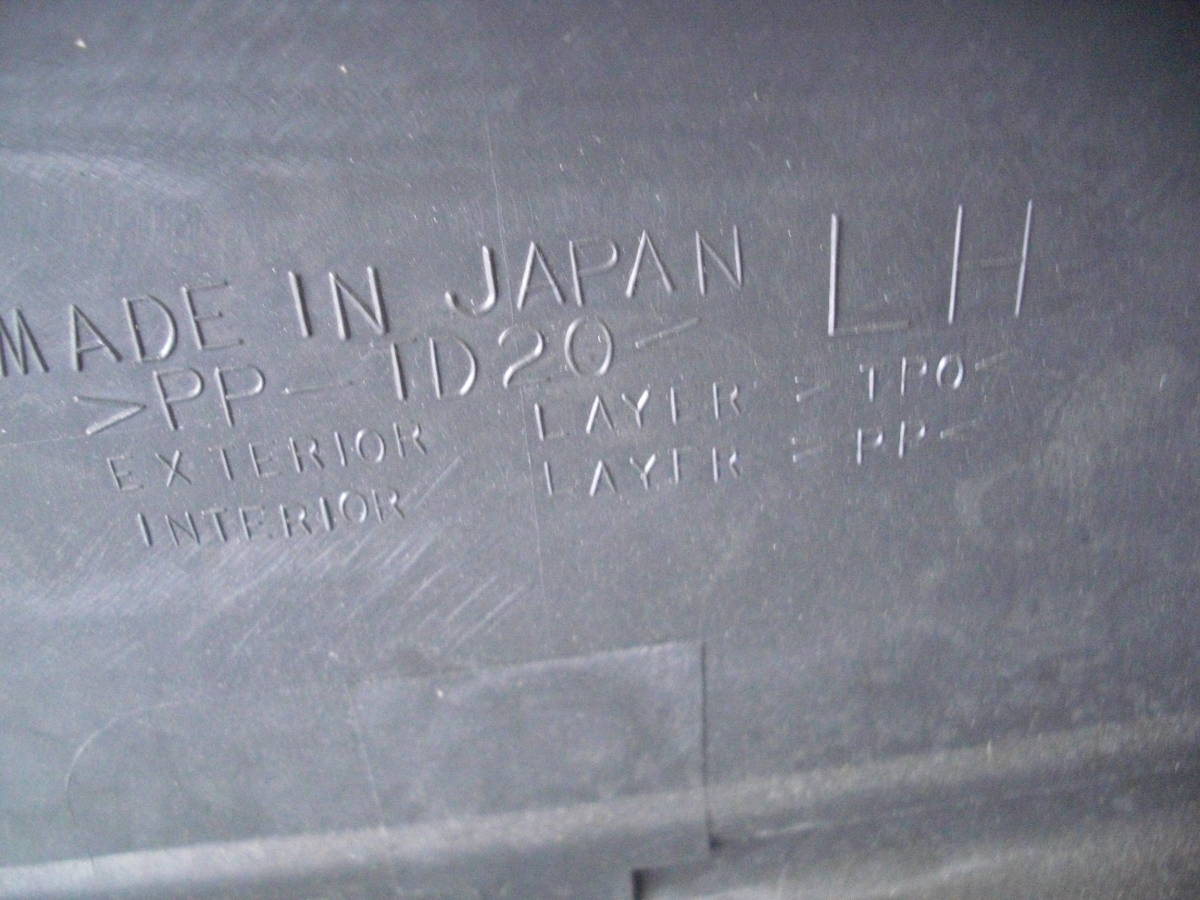 MADE IN JAPAN LH
>PP-TD20<
EXTERIOR LAYER >TPO<
INTERIOR LAYER >PP<